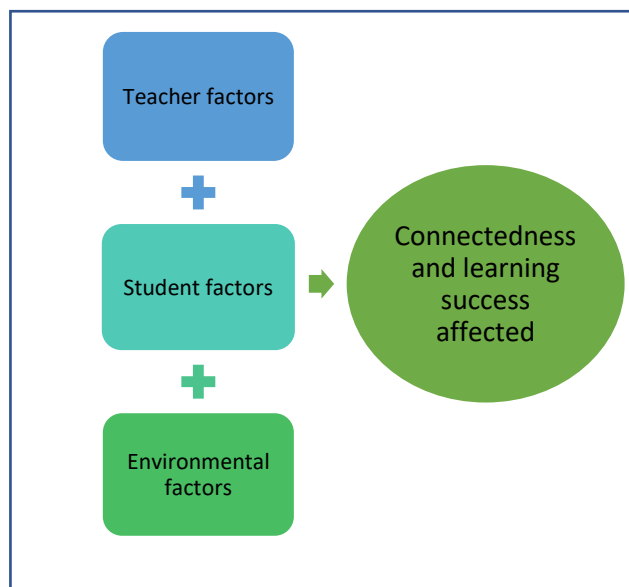 Teacher factors
Student factors
Environmental
factors
Connectedness
and learning
success
affected